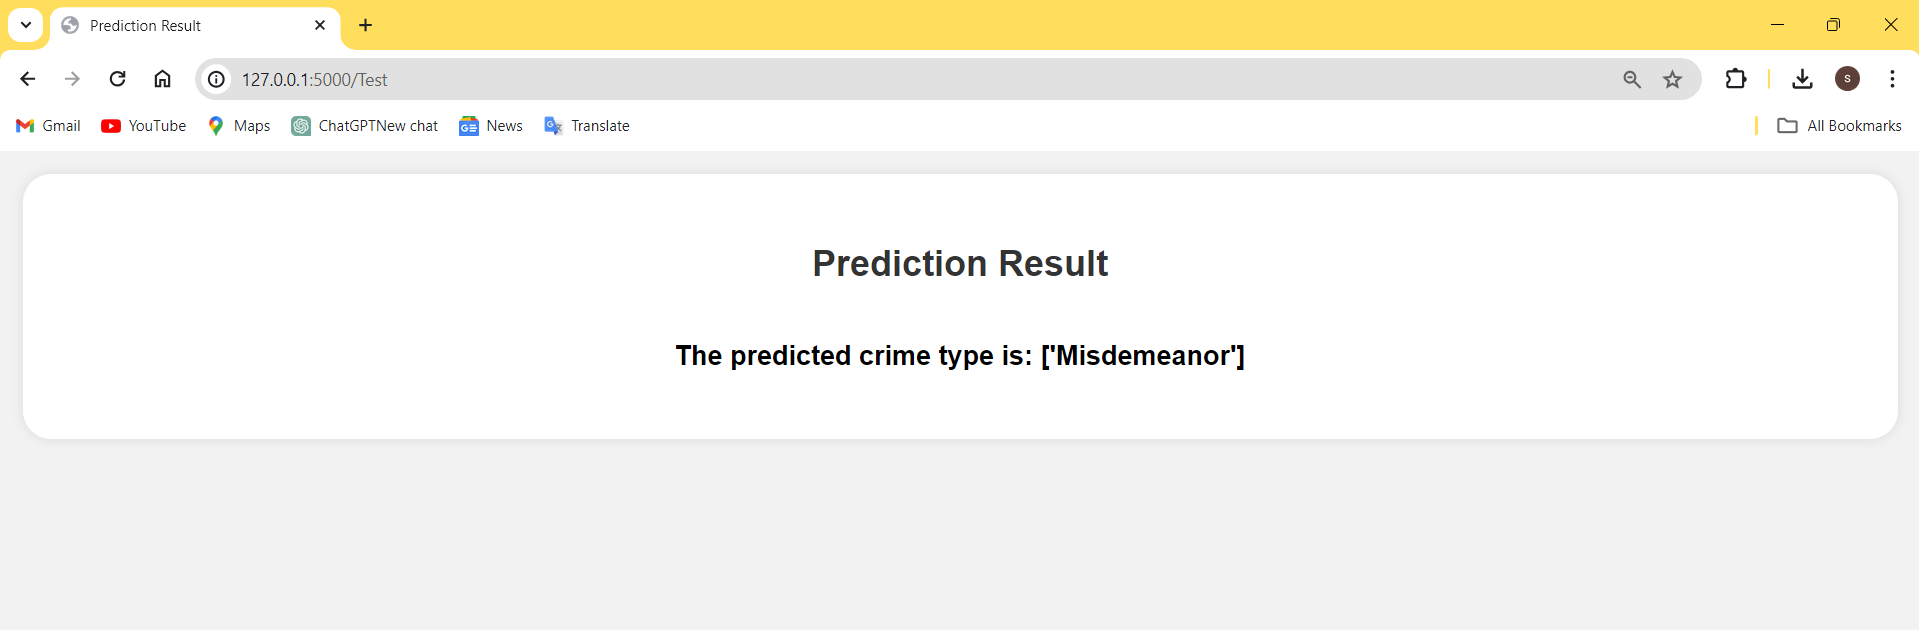 Prediction Result
127.0.0.1:5000/Test
S
Gmail YouTube Maps ChatGPTNew chat News Translate All Bookmarks
Prediction Result
The predicted crime type is: ['Misdemeanor']